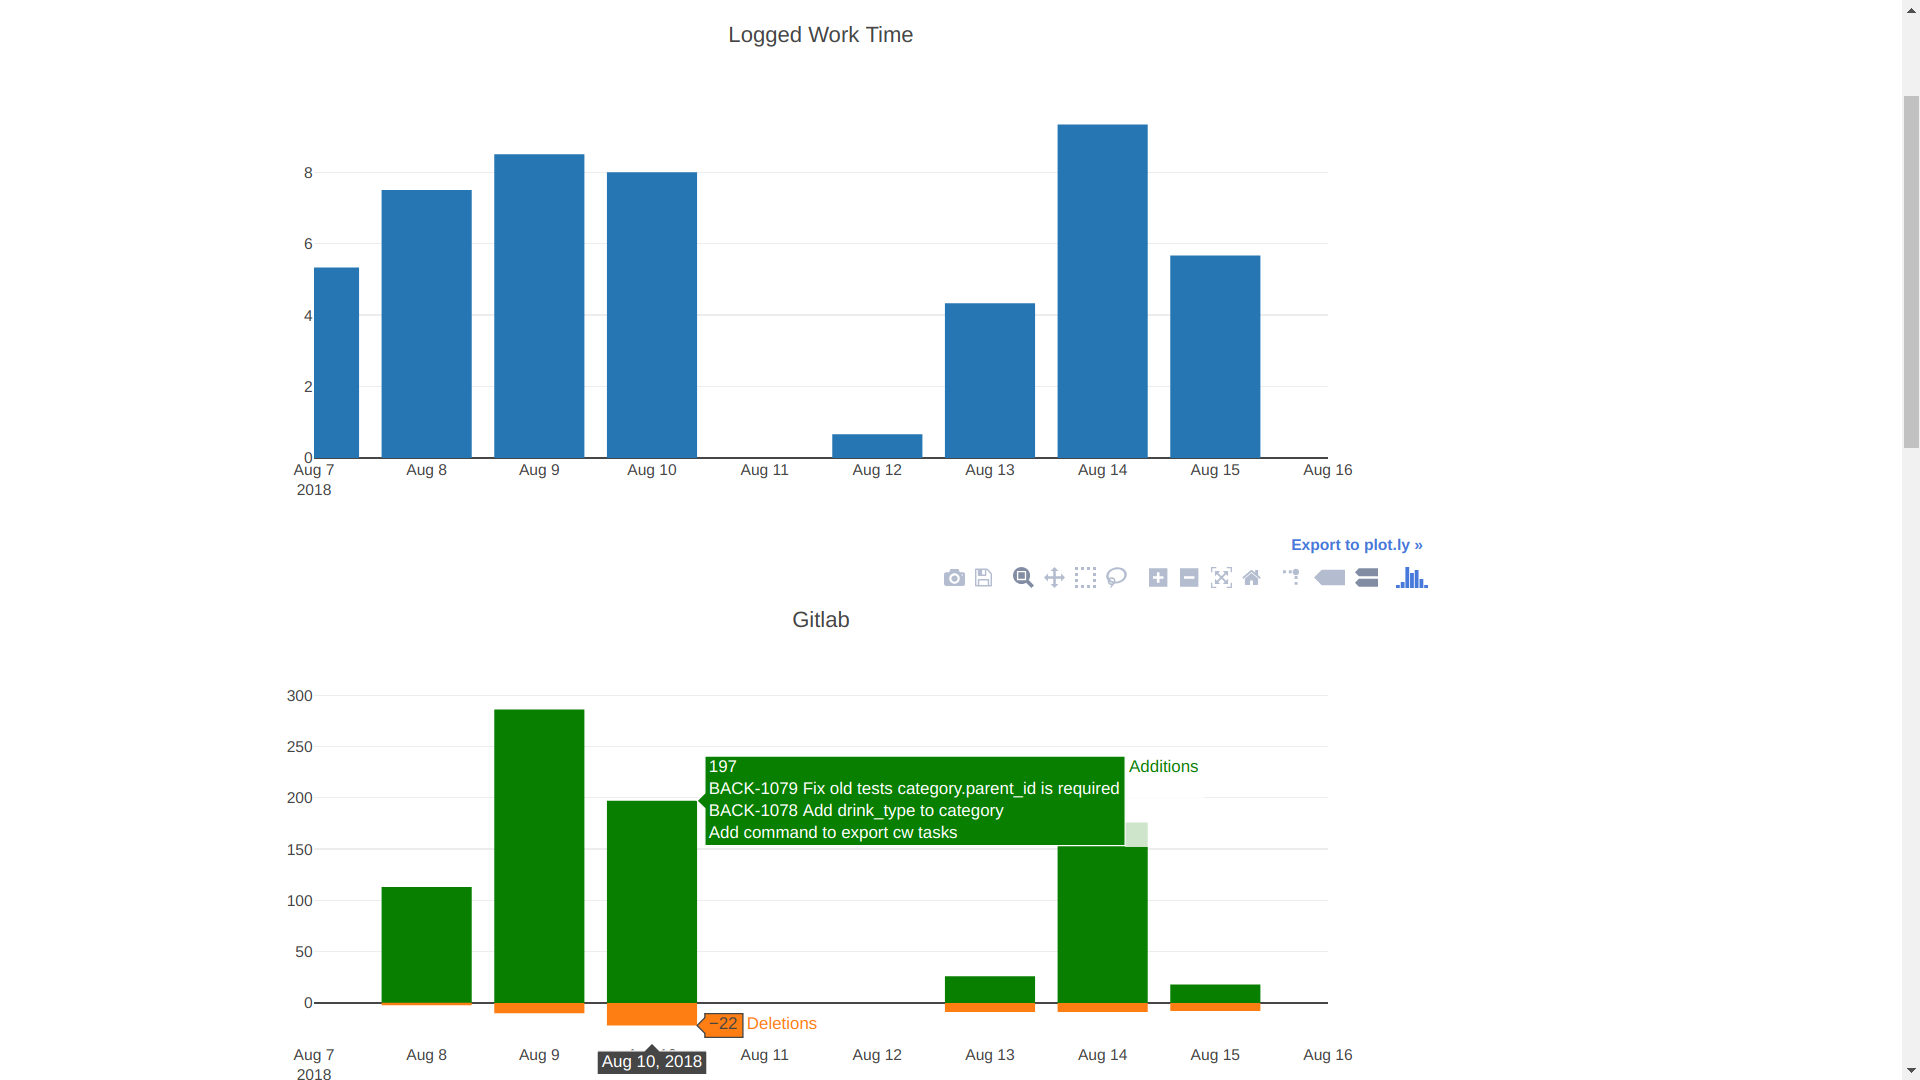 Logged Work Time
8
6
4
2
0
Aug 7 Aug 8 Aug 9 Aug 10 Aug 11 Aug 12 Aug 13 Aug 14 Aug 15 Aug 16
2018
Export to plot.ly »
Gitlab
300
250
200
150
100
50
0
197
BACK-1079 Fix old tests category.parent_id is required
BACK-1078 Add drink_type to category
Add command to export cw tasks
Additions
−22 Deletions
Aug 7 Aug 8 Aug 9 Aug 10, 2018 Aug 11 Aug 12 Aug 13 Aug 14 Aug 15 Aug 16
2018